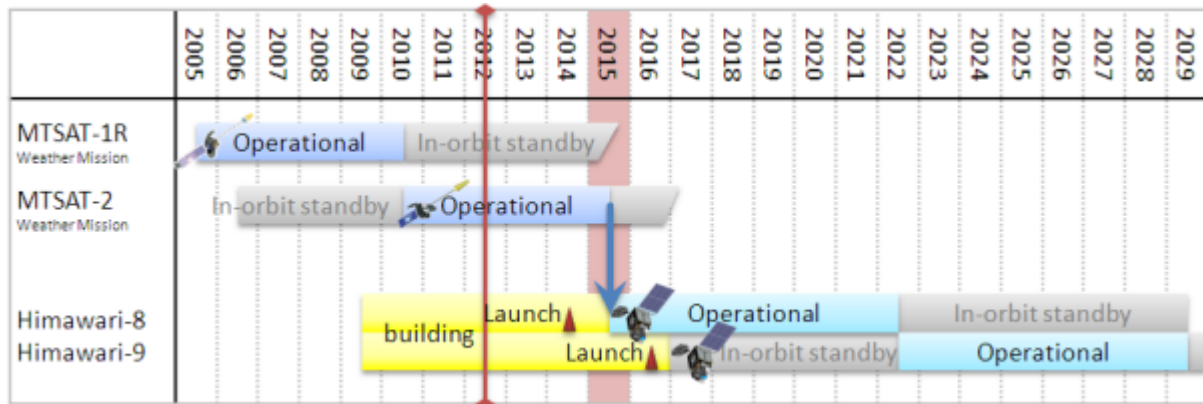 2005 2006 2007 2008 2009 2010 2011 2012 2013 2014 2015 2016 2017 2018 2019 2020 2021 2022 2023 2024 2025 2026 2027 2028 2029
MTSAT-1R Operational In-orbit standby
Weather Mission
MTSAT-2 In-orbit standby Operational
Weather Mission
Himawari-8 Launch Operational In-orbit standby
building
Himawari-9 Launch In-orbit standby Operational